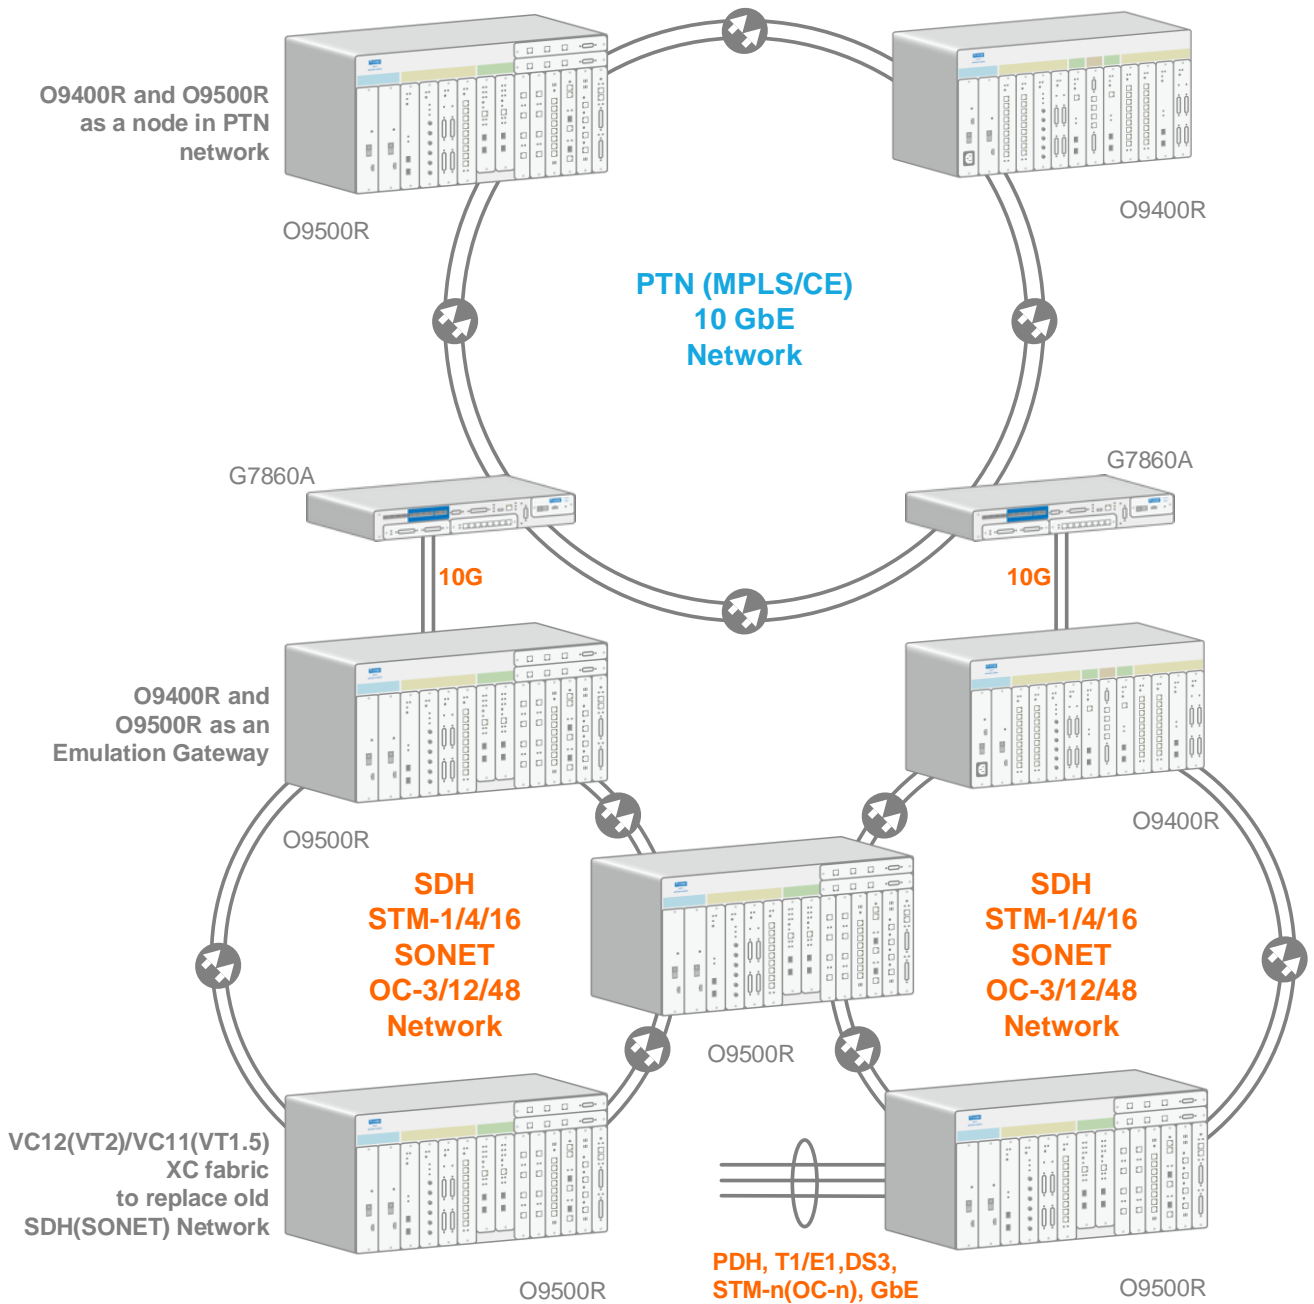 O9400R and O9500R
as a node in PTN
network
O9500R
O9400R
PTN (MPLS/CE)
10 GbE
Network
G7860A
G7860A
10G
10G
O9400R and
O9500R as an
Emulation Gateway
O9500R
O9400R
SDH
STM-1/4/16
SONET
OC-3/12/48
Network
SDH
STM-1/4/16
SONET
OC-3/12/48
Network
O9500R
VC12(VT2)/VC11(VT1.5)
XC fabric
to replace old
SDH(SONET) Network
O9500R
PDH, T1/E1,DS3,
STM-n(OC-n), GbE
O9500R